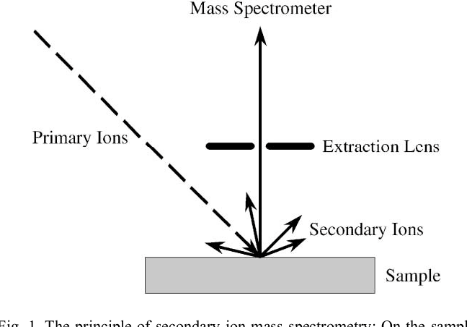 Mass Spectrometer
Primary Ions
Extraction Lens
Secondary Ions
Sample
Fig. 1. The principle of secondary ion mass spectrometry: On the sample